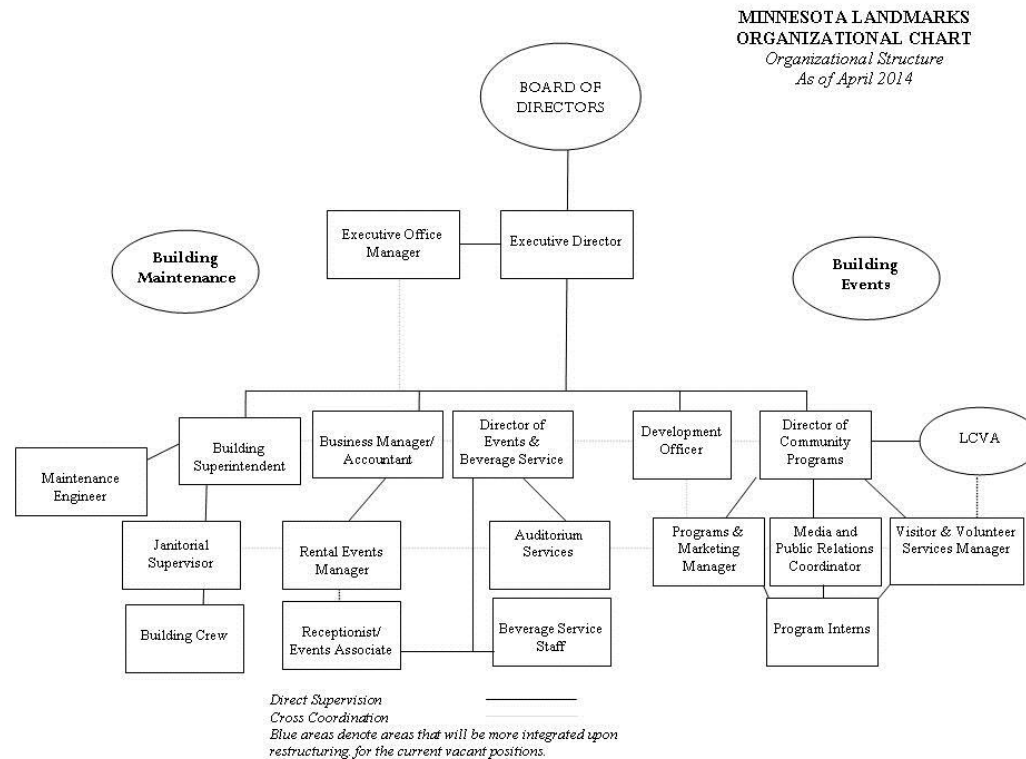 MINNESOTA LANDMARKS
ORGANIZATIONAL CHART
Organizational Structure
As of April 2014
BOARD OF
DIRECTORS
Executive Office
Manager
Executive Director
Building
Maintenance
Building
Events
Building
Superintendent
Business Manager/
Accountant
Director of
Events &
Beverage Service
Development
Officer
Director of
Community
Programs
LCVA
Maintenance
Engineer
Janitorial
Supervisor
Rental Events
Manager
Auditorium
Services
Programs &
Marketing
Manager
Media and
Public Relations
Coordinator
Visitor & Volunteer
Services Manager
Building Crew
Receptionist/
Events Associate
Beverage Service
Staff
Program Interns
Direct Supervision
Cross Coordination
Blue areas denote areas that will be more integrated upon
restructuring, for the current vacant positions.